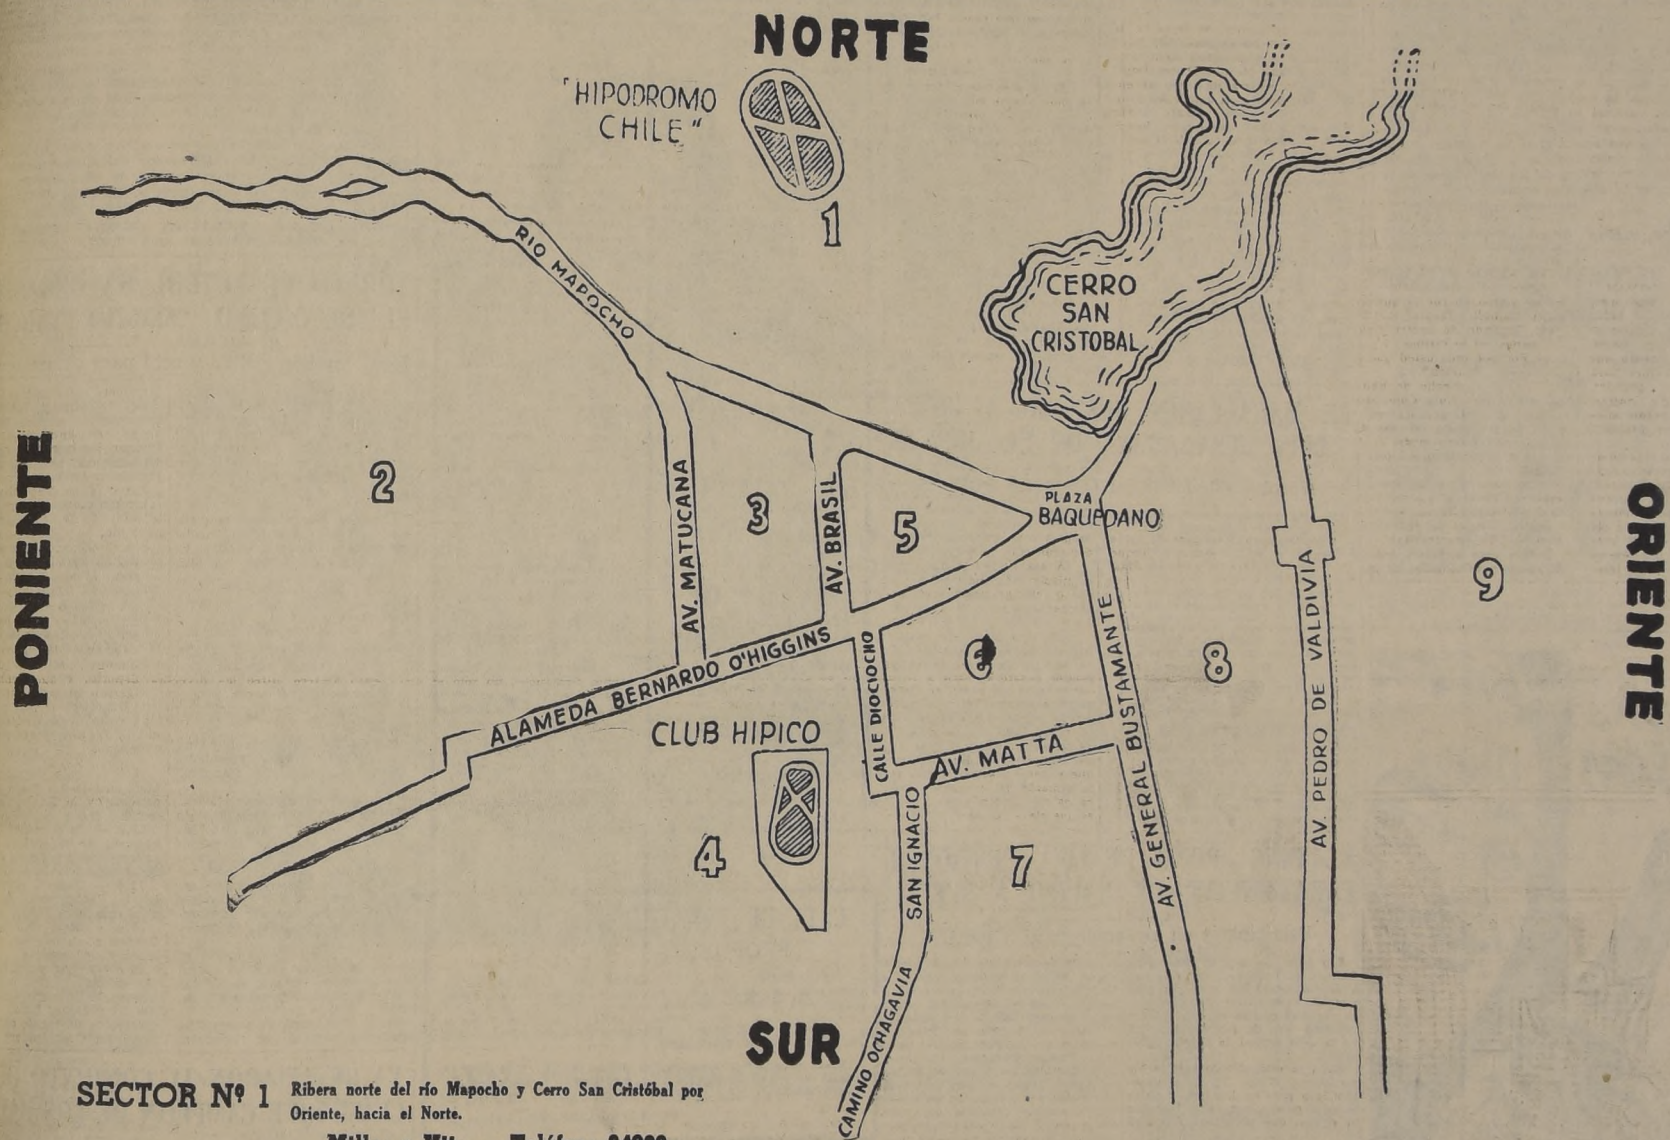 NORTE
"HIPODROMO
CHILE"
1
RIO MAPOCHO
CERRO
SAN
CRISTOBAL
PONIENTE
2
AV. MATUCANA
3
AV. BRASIL
5
PLAZA
BAQUEDANO
ORIENTE
9
ALAMEDA BERNARDO O'HIGGINS
CALLE DIOCIOCHO
6
8
AV. GENERAL BUSTAMANTE
AV. PEDRO DE VALDIVIA
CLUB HIPICO
AV. MATTA
4
SAN IGNACIO
7
CAMINO OCHAGAVIA
SUR
SECTOR Nº 1 Ribera norte del río Mapocho y Cerro San Cristóbal por
Oriente, hacia el Norte.